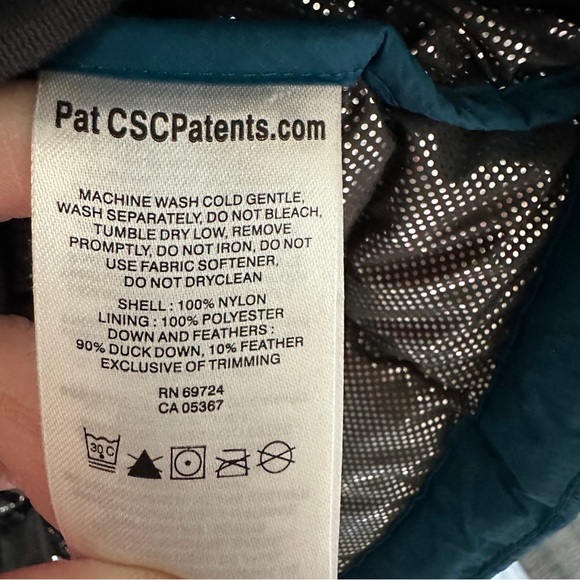 Pat CSCPatents.com
MACHINE WASH COLD GENTLE,
WASH SEPARATELY, DO NOT BLEACH,
TUMBLE DRY LOW, REMOVE
PROMPTLY, DO NOT IRON, DO NOT
USE FABRIC SOFTENER,
DO NOT DRYCLEAN
SHELL : 100% NYLON
LINING : 100% POLYESTER
DOWN AND FEATHERS :
90% DUCK DOWN, 10% FEATHER
EXCLUSIVE OF TRIMMING
RN 69724
CA 05367
30 C